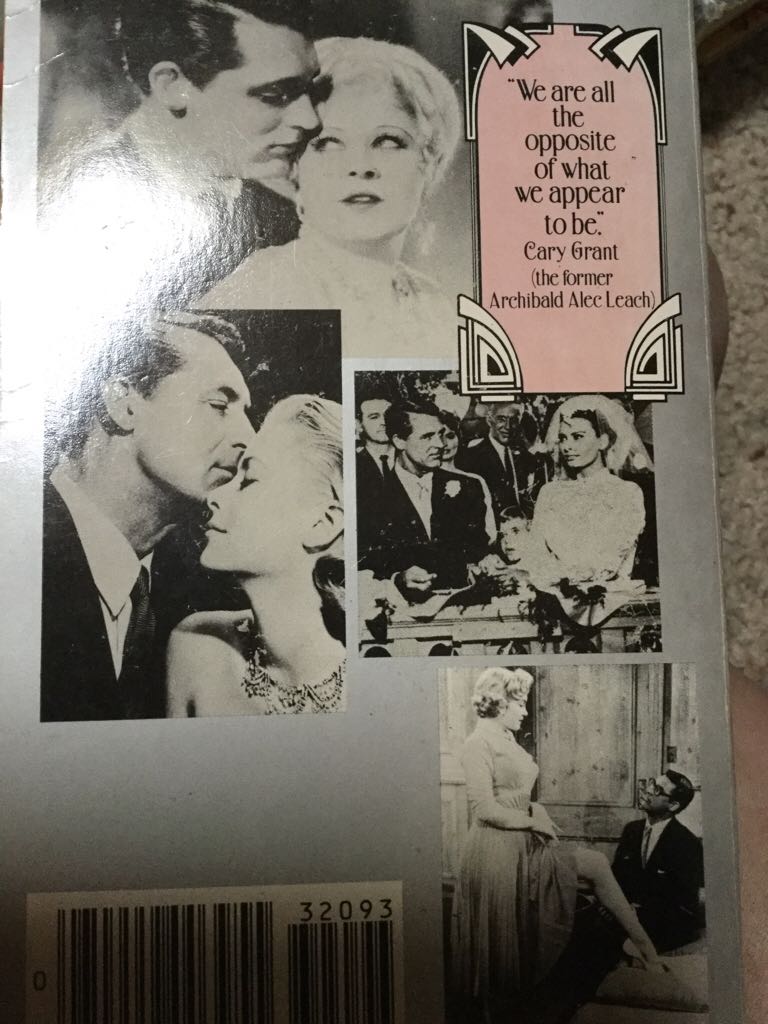 "We are all
the
opposite
of what
we appear
to be."
Cary Grant
(the former
Archibald Alec Leach)
32093
0